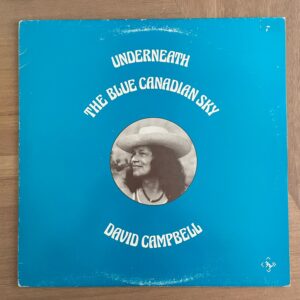 UNDERNEATH
THE BLUE CANADIAN SKY
DAVID CAMPBELL